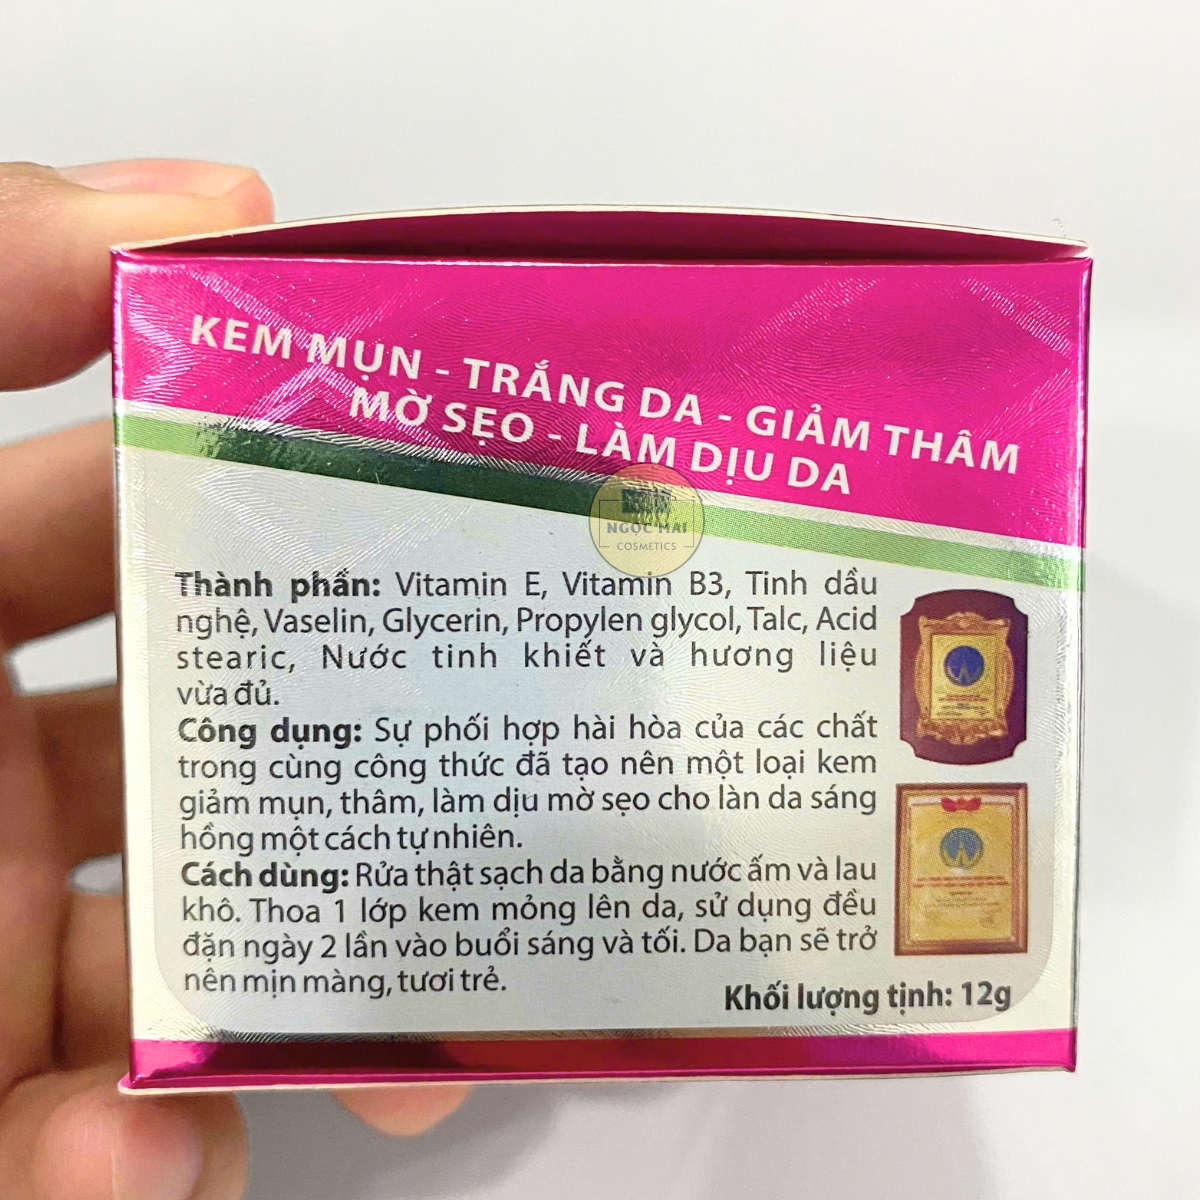 KEM MỤN - TRẮNG DA - GIẢM THÂM
MỜ SẸO - LÀM DỊU DA
NGỌC MAI
COSMETICS
Thành phần: Vitamin E, Vitamin B3, Tinh dầu
nghệ, Vaselin, Glycerin, Propylen glycol, Talc, Acid
stearic, Nước tinh khiết và hương liệu
vừa đủ.
Công dụng: Sự phối hợp hài hòa của các chất
trong cùng công thức đã tạo nên một loại kem
giảm mụn, thâm, làm dịu mờ sẹo cho làn da sáng
hồng một cách tự nhiên.
Cách dùng: Rửa thật sạch da bằng nước ấm và lau
khô. Thoa 1 lớp kem mỏng lên da, sử dụng đều
đặn ngày 2 lần vào buổi sáng và tối. Da bạn sẽ trở
nên mịn màng, tươi trẻ.
Khối lượng tịnh: 12g